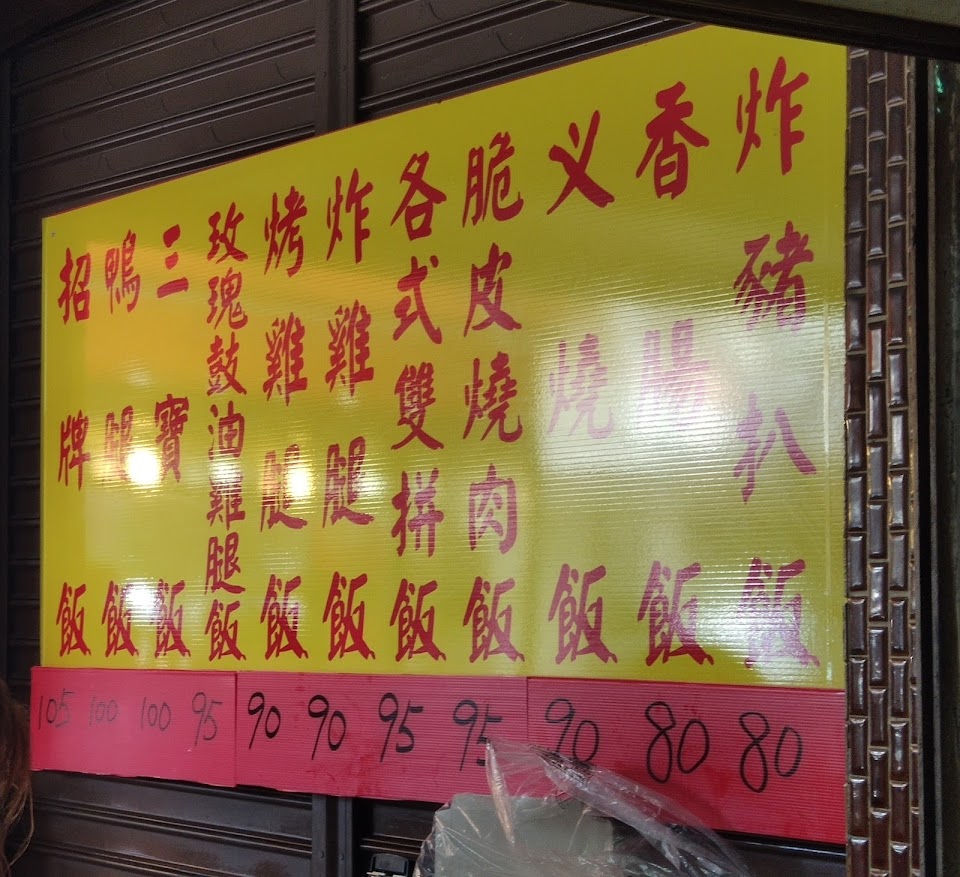 炸豬扒飯 80
香腸飯 80
义燒飯 90
脆皮燒肉飯 95
各式雙拼飯 95
炸雞腿飯 90
烤雞腿飯 90
玫瑰鼓油雞腿飯 95
三寶飯 100
鴨腿飯 100
招牌飯 105